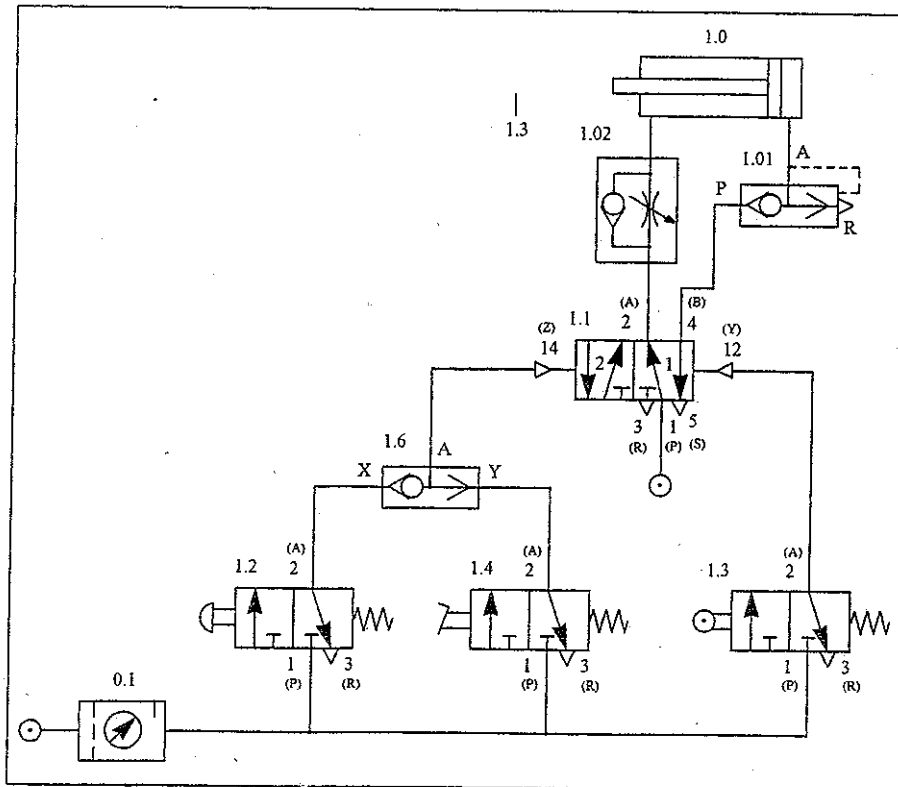 1.0
1.3
1.02
1.01 A
P
R
(A) (B)
(Z) 1.1 2 4 (Y)
14 12
2 1
3 1 5
(R) (P) (S)
1.6 A
X Y
(A) (A) (A)
1.2 2 1.4 2 1.3 2
1 3 1 3 1 3
(P) (R) (P) (R) (P) (R)
0.1